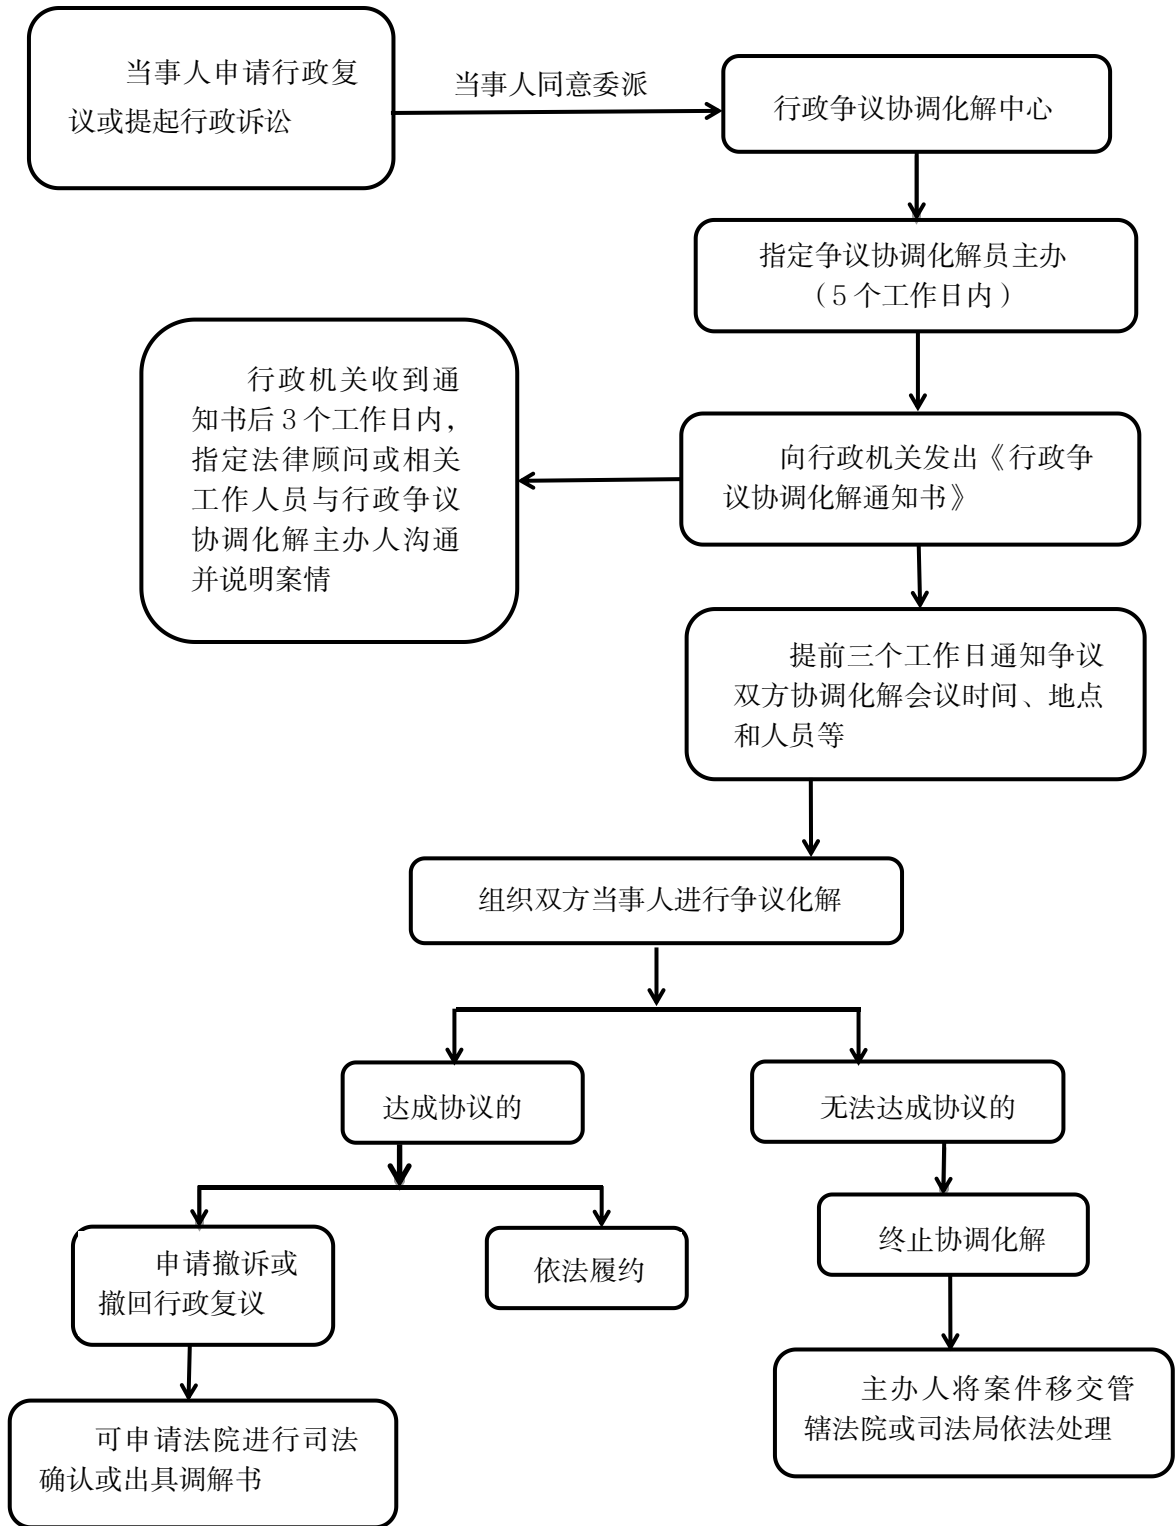 当事人申请行政复
议或提起行政诉讼
当事人同意委派
行政争议协调化解中心
指定争议协调化解员主办
（5个工作日内）
行政机关收到通
知书后3个工作日内，
指定法律顾问或相关
工作人员与行政争议
协调化解主办人沟通
并说明案情
向行政机关发出《行政争
议协调化解通知书》
提前三个工作日通知争议
双方协调化解会议时间、地点
和人员等
组织双方当事人进行争议化解
达成协议的
无法达成协议的
申请撤诉或
撤回行政复议
依法履约
终止协调化解
可申请法院进行司法
确认或出具调解书
主办人将案件移交管
辖法院或司法局依法处理